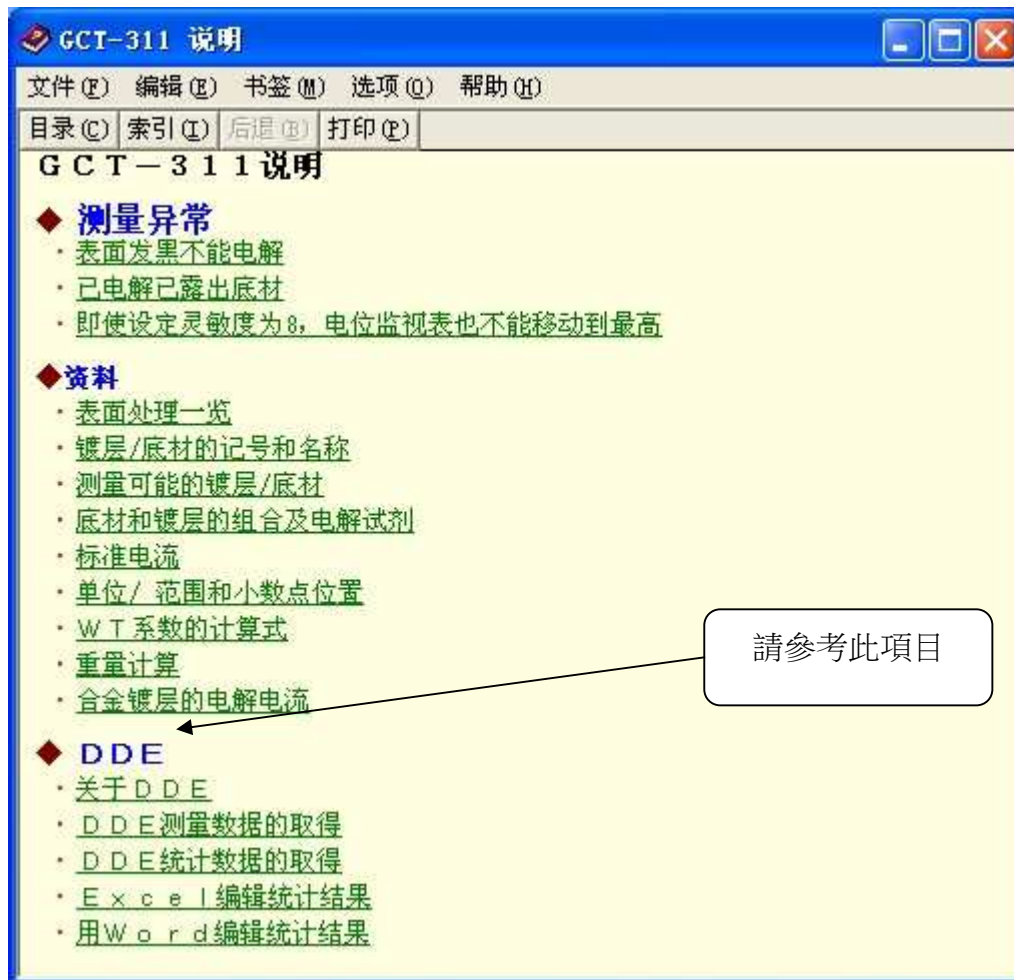 GCT-311 说明
文件(F) 编辑(E) 书签(M) 选项(O) 帮助(H)
目录(C) 索引(I) 后退(B) 打印(P)
GCT-311说明
◆ 测量异常
· 表面发黑不能电解
· 已电解已露出底材
· 即使设定灵敏度为8，电位监视表也不能移动到最高
◆资料
· 表面处理一览
· 镀层/底材的记号和名称
· 测量可能的镀层/底材
· 底材和镀层的组合及电解试剂
· 标准电流
· 单位/ 范围和小数点位置
· WT系数的计算式
· 重量计算
· 合金镀层的电解电流
請參考此項目
◆ DDE
· 关于DDE
· DDE测量数据的取得
· DDE统计数据的取得
· Excel编辑统计结果
· 用Word编辑统计结果